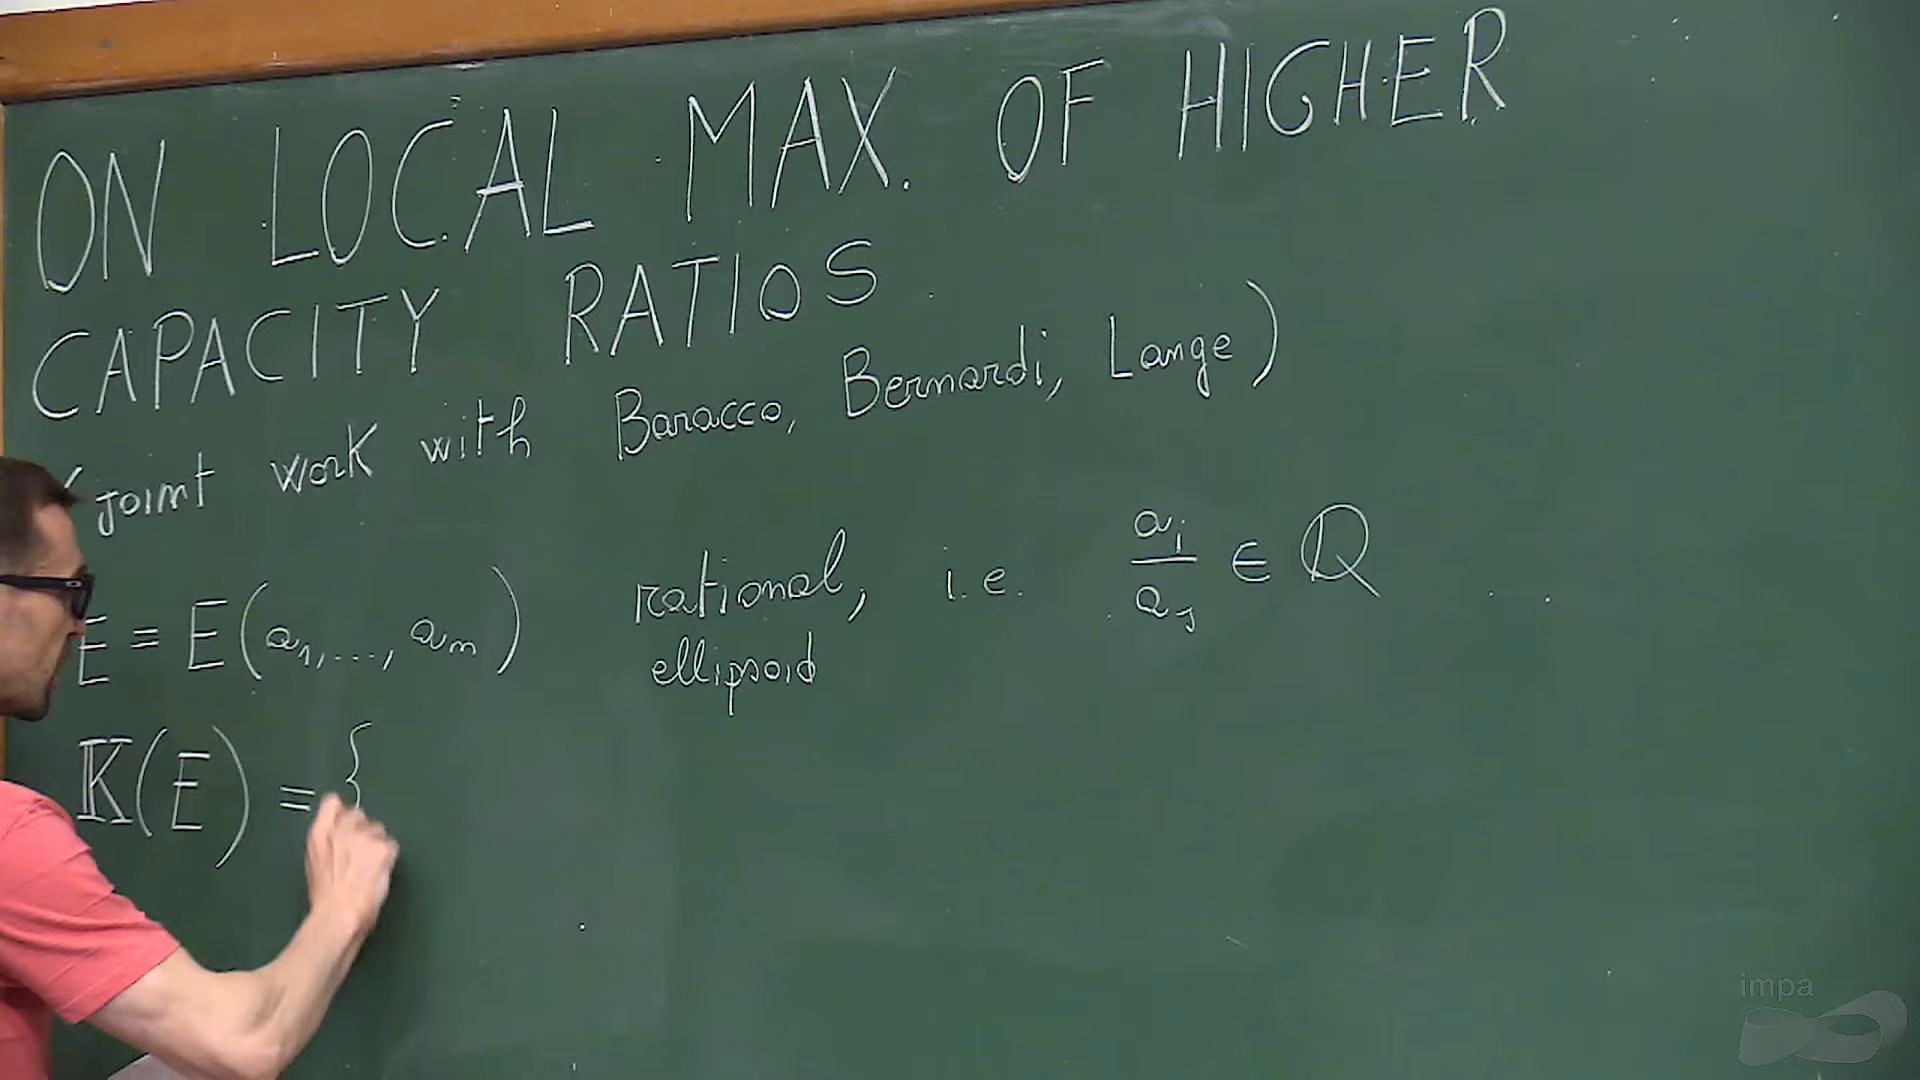 ON LOCAL MAX. OF HIGHER
CAPACITY RATIOS
(joint work with Baracco, Bernardi, Lange)
E ≡ E(a₁,..., aₙ) rational, i.e. aᵢ/aⱼ ∈ ℚ
ellipsoid
𝕂(E) = {
impa